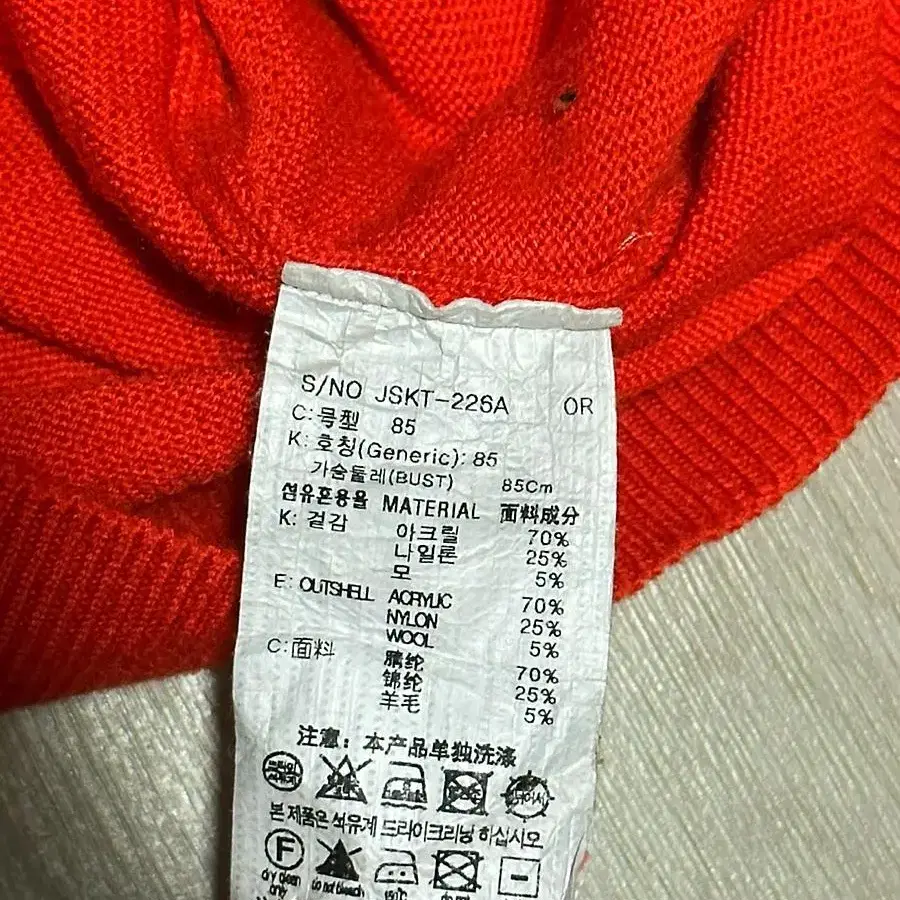 S/NO JSKT-226A OR
C:号型 85
K: 호칭(Generic): 85
가슴둘레(BUST) 85Cm
섬유혼용율 MATERIAL 面料成分
K: 겉감 아크릴 70%
나일론 25%
모 5%
E: OUTSHELL ACRYLIC 70%
NYLON 25%
WOOL 5%
C:面料 腈纶 70%
锦纶 25%
羊毛 5%
注意: 本产品单独洗涤
본 제품은 석유계 드라이크리닝 하십시오
F
dry clean only do not bleach